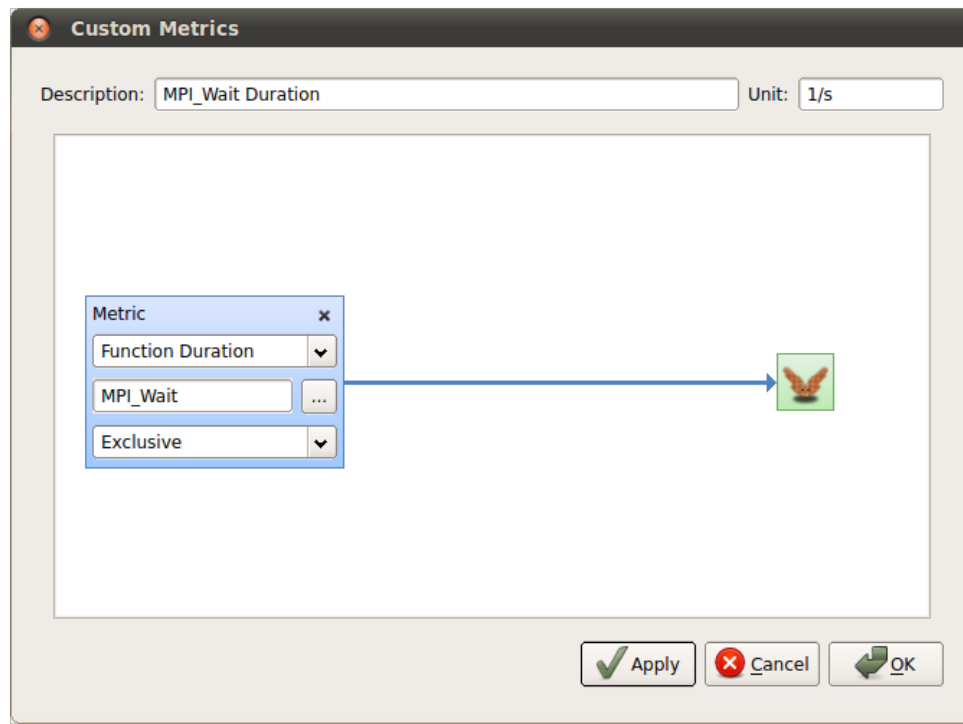 Custom Metrics
Description: MPI_Wait Duration Unit: 1/s
Metric
Function Duration
MPI_Wait ...
Exclusive
Apply Cancel OK